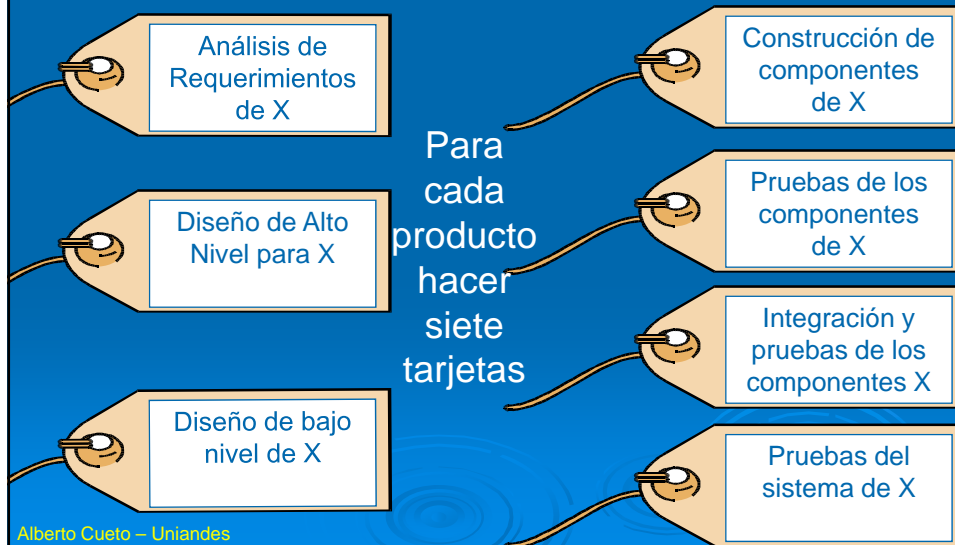 Análisis de
Requerimientos
de X
Diseño de Alto
Nivel para X
Diseño de bajo
nivel de X
Para
cada
producto
hacer
siete
tarjetas
Construcción de
componentes
de X
Pruebas de los
componentes
de X
Integración y
pruebas de los
componentes X
Pruebas del
sistema de X
Alberto Cueto – Uniandes